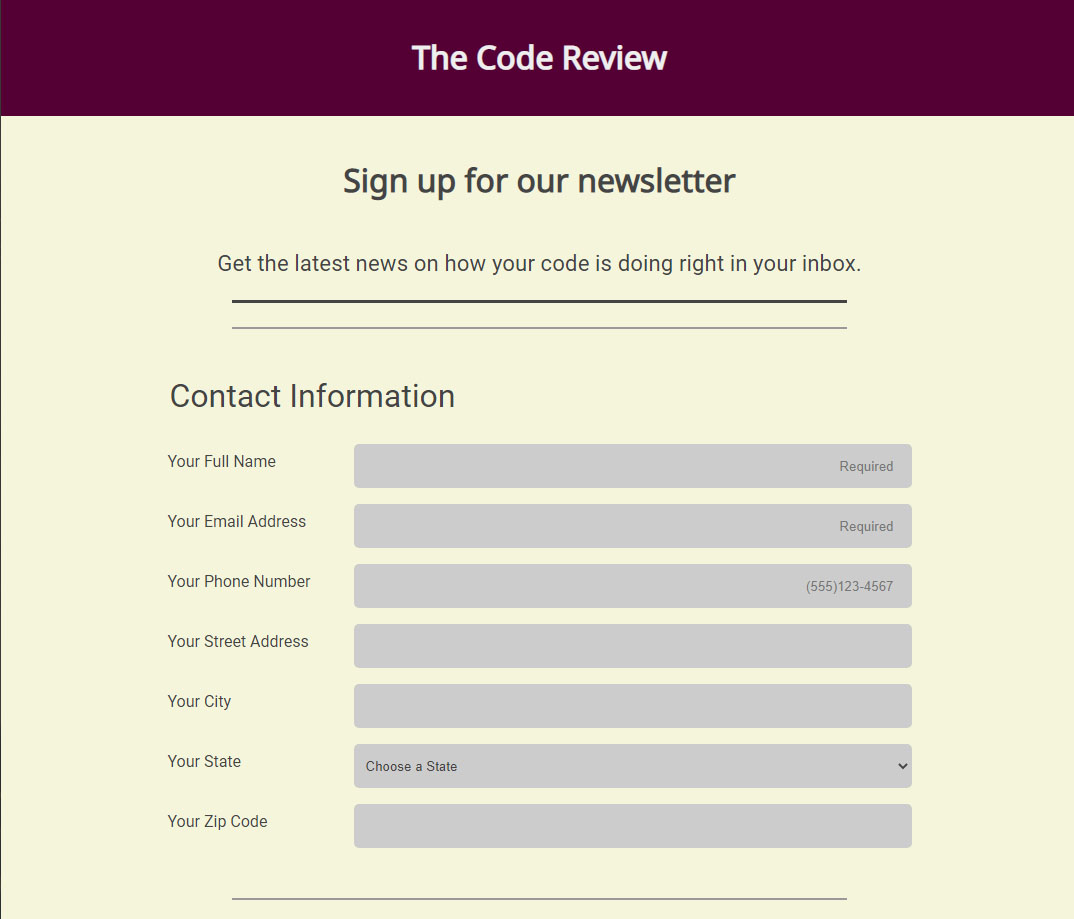 The Code Review
Sign up for our newsletter
Get the latest news on how your code is doing right in your inbox.
Contact Information
Your Full Name
Required
Your Email Address
Required
Your Phone Number
(555)123-4567
Your Street Address
Your City
Your State
Choose a State
Your Zip Code